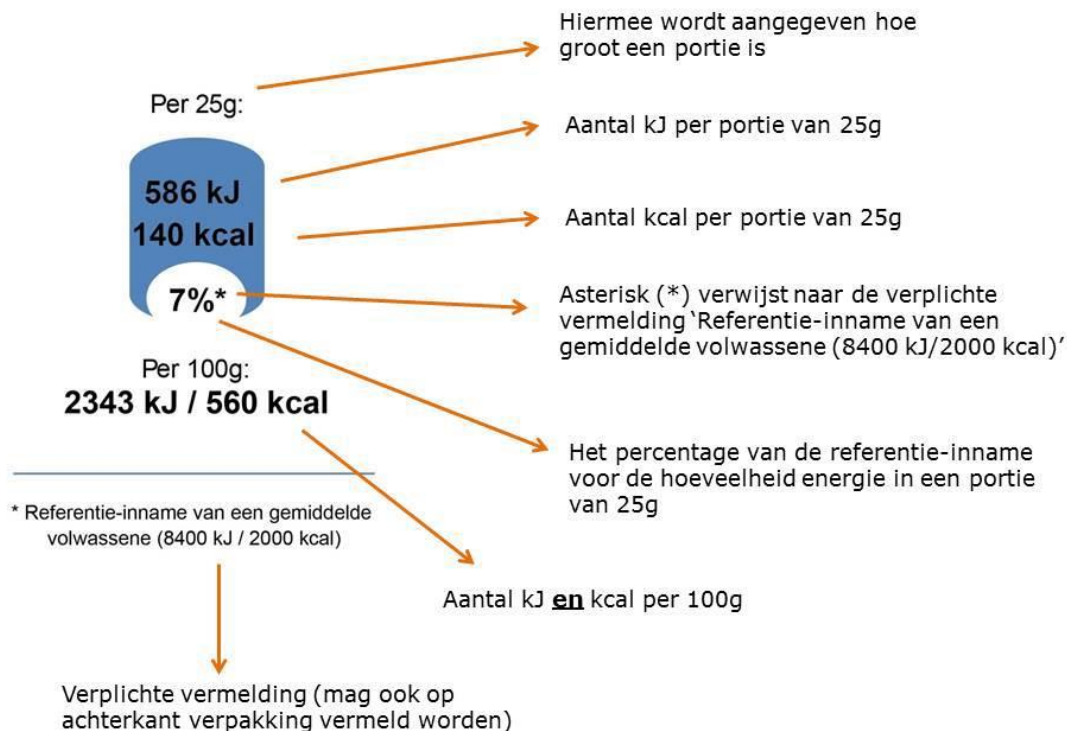 Hiermee wordt aangegeven hoe
groot een portie is
Per 25g:
Aantal kJ per portie van 25g
586 kJ
140 kcal
Aantal kcal per portie van 25g
7%*
Asterisk (*) verwijst naar de verplichte
vermelding ‘Referentie-inname van een
gemiddelde volwassene (8400 kJ/2000 kcal)’
Per 100g:
2343 kJ / 560 kcal
Het percentage van de referentie-inname
voor de hoeveelheid energie in een portie
van 25g
* Referentie-inname van een gemiddelde
volwassene (8400 kJ / 2000 kcal)
Aantal kJ en kcal per 100g
Verplichte vermelding (mag ook op
achterkant verpakking vermeld worden)